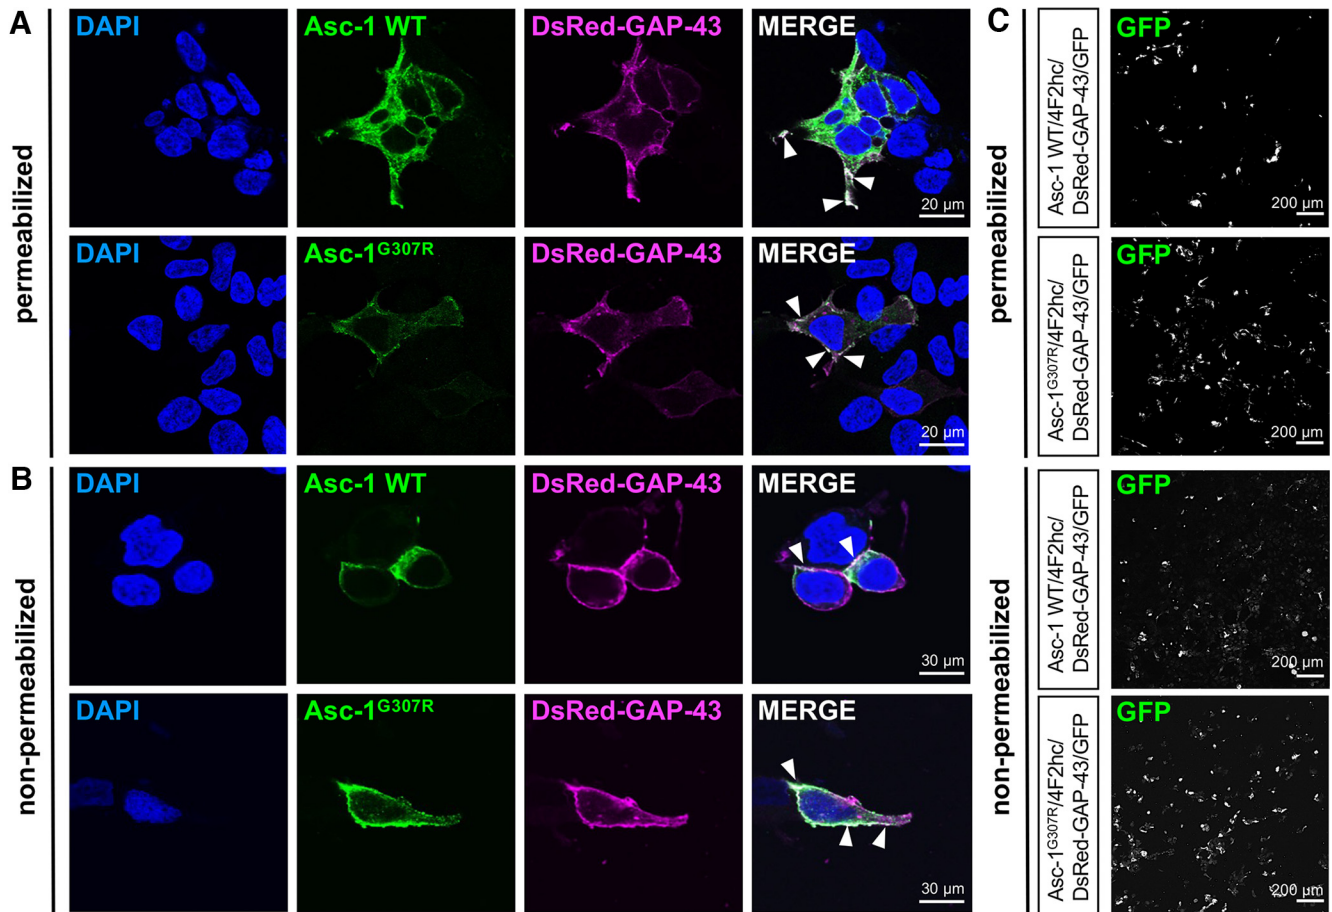 A
permeabilized
DAPI
Asc-1 WT
DsRed-GAP-43
MERGE
20 µm
DAPI
Asc-1G307R
DsRed-GAP-43
MERGE
20 µm
B
non-permeabilized
DAPI
Asc-1 WT
DsRed-GAP-43
MERGE
30 µm
DAPI
Asc-1G307R
DsRed-GAP-43
MERGE
30 µm
C
permeabilized
Asc-1 WT/4F2hc/
DsRed-GAP-43/GFP
GFP
200 µm
Asc-1G307R/4F2hc/
DsRed-GAP-43/GFP
GFP
200 µm
non-permeabilized
Asc-1 WT/4F2hc/
DsRed-GAP-43/GFP
GFP
200 µm
Asc-1G307R/4F2hc/
DsRed-GAP-43/GFP
GFP
200 µm